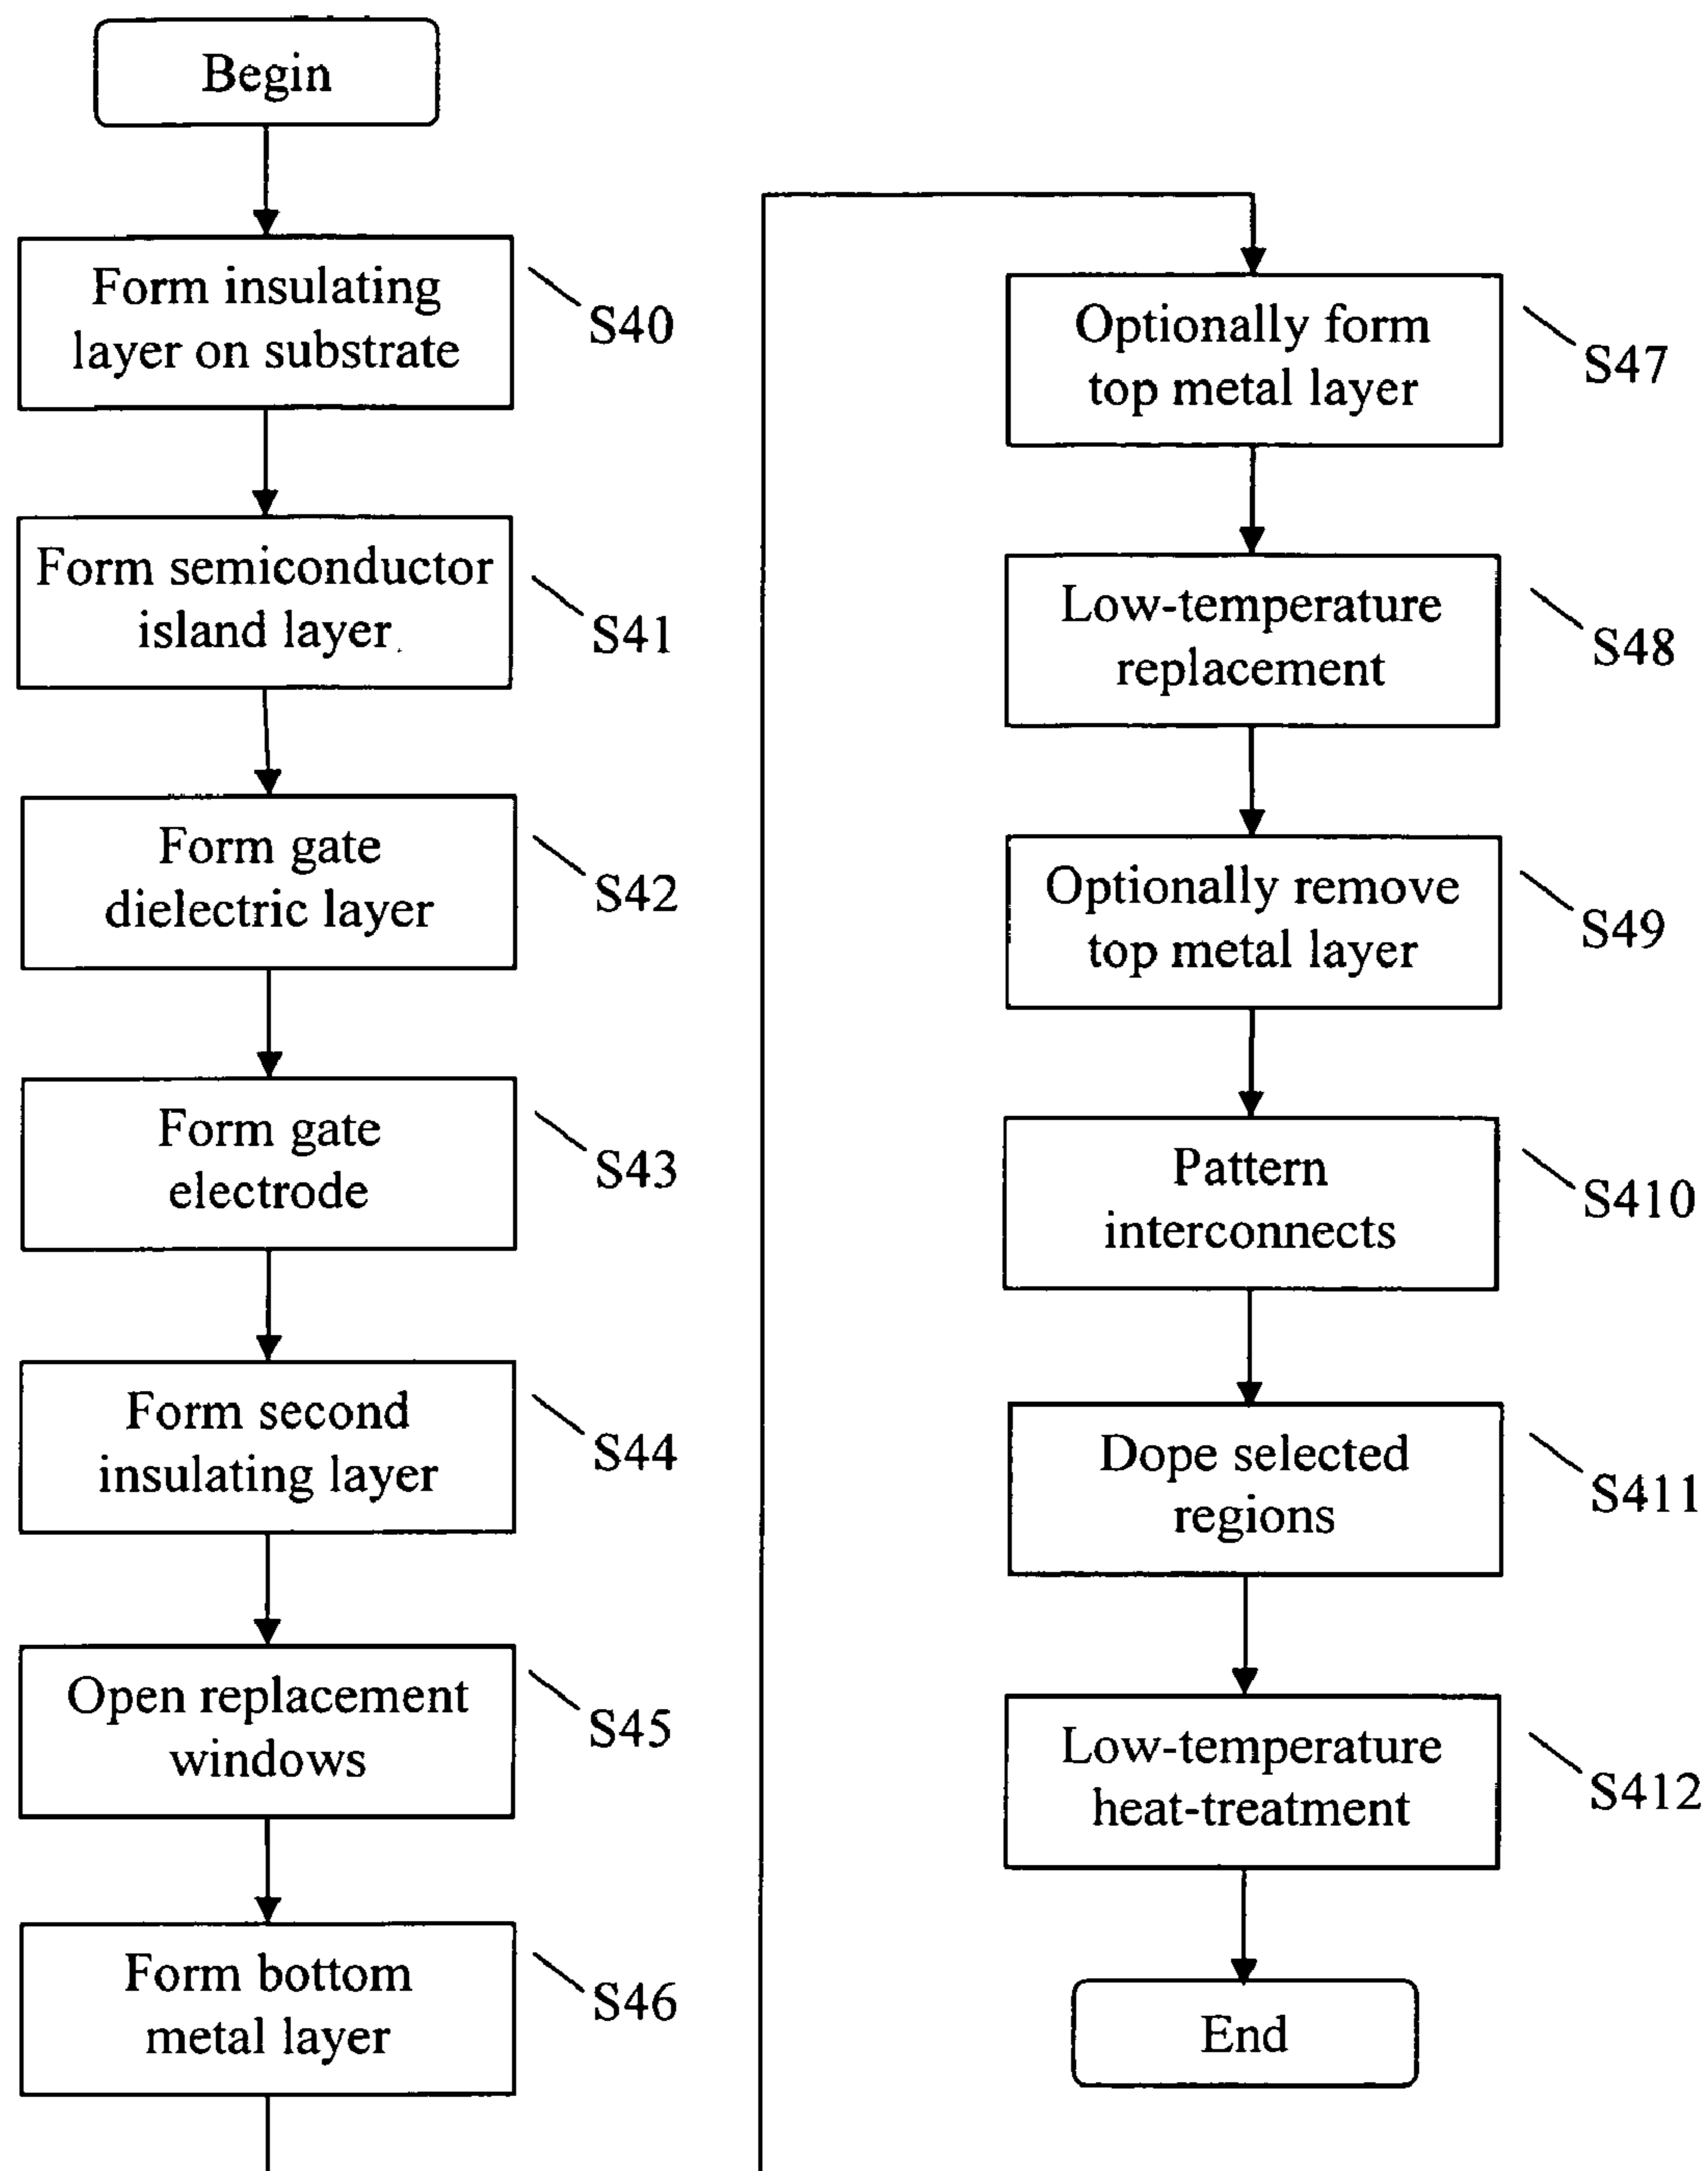 Begin
Form insulating
layer on substrate
S40
Form semiconductor
island layer
S41
Form gate
dielectric layer
S42
Form gate
electrode
S43
Form second
insulating layer
S44
Open replacement
windows
S45
Form bottom
metal layer
S46
Optionally form
top metal layer
S47
Low-temperature
replacement
S48
Optionally remove
top metal layer
S49
Pattern
interconnects
S410
Dope selected
regions
S411
Low-temperature
heat-treatment
S412
End